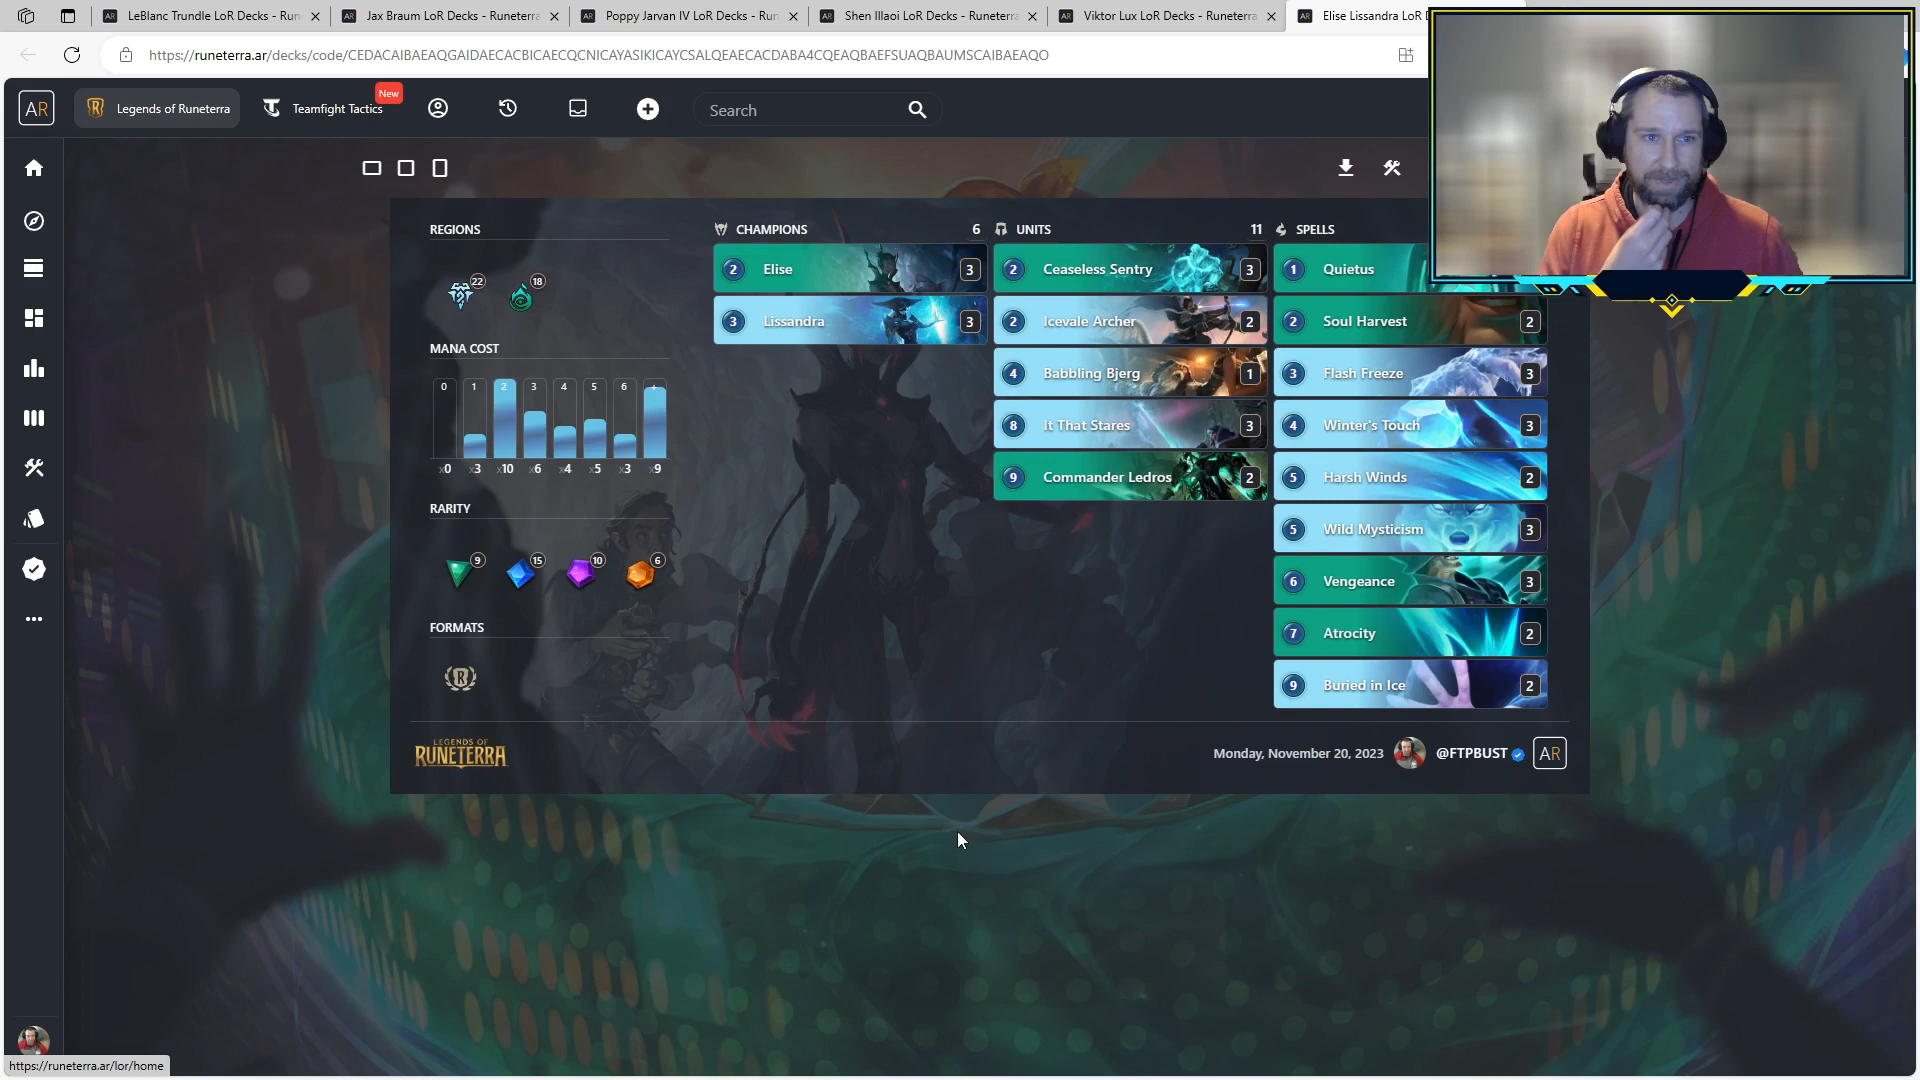 LeBlanc Trundle LoR Decks - Run
Jax Braum LoR Decks - Runeterra
Poppy Jarvan IV LoR Decks - Run
Shen Illaoi LoR Decks - Runeterra
Viktor Lux LoR Decks - Runeterra
Elise Lissandra LoR D
https://runeterra.ar/decks/code/CEDACAIBAEAQGAIDAECACBICAECQCNICAYASIKICAYCSALQEAECACDABA4CQEAQBAEFSUAQBAUMSCAIBAEAQO
AR
Legends of Runeterra
Teamfight Tactics
New
Search
REGIONS
22
18
MANA COST
0 1 2 3 4 5 6 +
x0 x3 x10 x6 x4 x5 x3 x9
RARITY
9 15 10 6
FORMATS
R
CHAMPIONS 6
2 Elise 3
3 Lissandra 3
UNITS 11
2 Ceaseless Sentry 3
2 Icevale Archer 2
4 Babbling Bjerg 1
8 It That Stares 3
9 Commander Ledros 2
SPELLS
1 Quietus
2 Soul Harvest 2
3 Flash Freeze 3
4 Winter's Touch 3
5 Harsh Winds 2
5 Wild Mysticism 3
6 Vengeance 3
7 Atrocity 2
9 Buried in Ice 2
LEGENDS OF
RUNETERRA
Monday, November 20, 2023
@FTPBUST
AR
https://runeterra.ar/lor/home